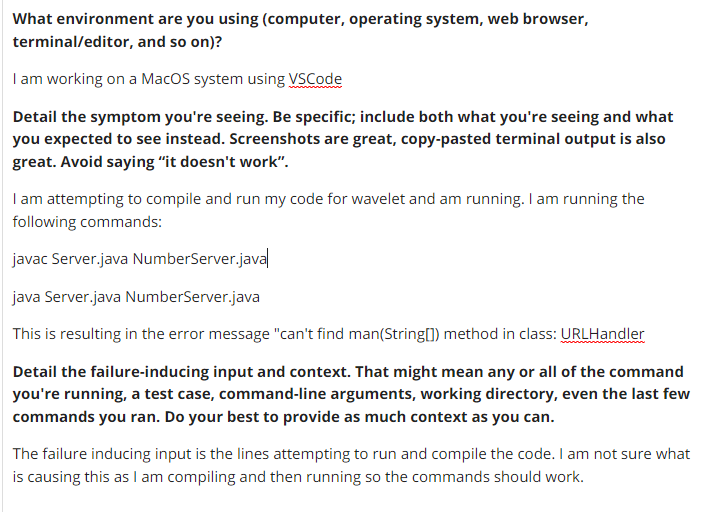 What environment are you using (computer, operating system, web browser,
terminal/editor, and so on)?
I am working on a MacOS system using VSCode
Detail the symptom you're seeing. Be specific; include both what you're seeing and what
you expected to see instead. Screenshots are great, copy-pasted terminal output is also
great. Avoid saying “it doesn't work”.
I am attempting to compile and run my code for wavelet and am running. I am running the
following commands:
javac Server.java NumberServer.java
java Server.java NumberServer.java
This is resulting in the error message "can't find man(String[]) method in class: URLHandler
Detail the failure-inducing input and context. That might mean any or all of the command
you're running, a test case, command-line arguments, working directory, even the last few
commands you ran. Do your best to provide as much context as you can.
The failure inducing input is the lines attempting to run and compile the code. I am not sure what
is causing this as I am compiling and then running so the commands should work.